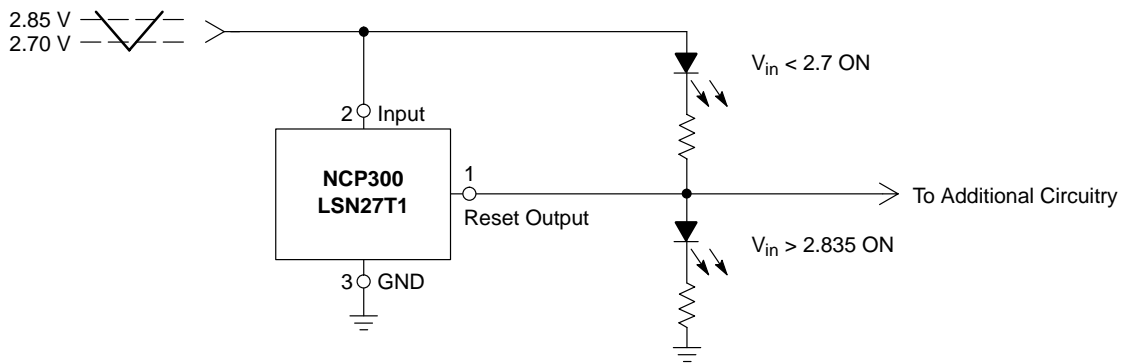 2.85 V
2.70 V
V_in < 2.7 ON
2 Input
NCP300
LSN27T1
1
Reset Output
To Additional Circuitry
V_in > 2.835 ON
3 GND